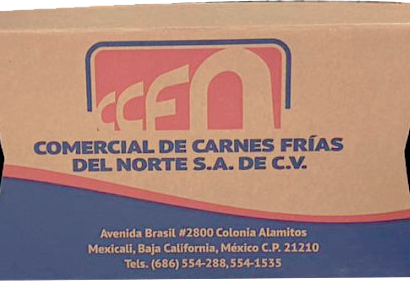 CCFN
COMERCIAL DE CARNES FRÍAS
DEL NORTE S.A. DE C.V.
Avenida Brasil #2800 Colonia Alamitos
Mexicali, Baja California, México C.P. 21210
Tels. (686) 554-288,554-1535